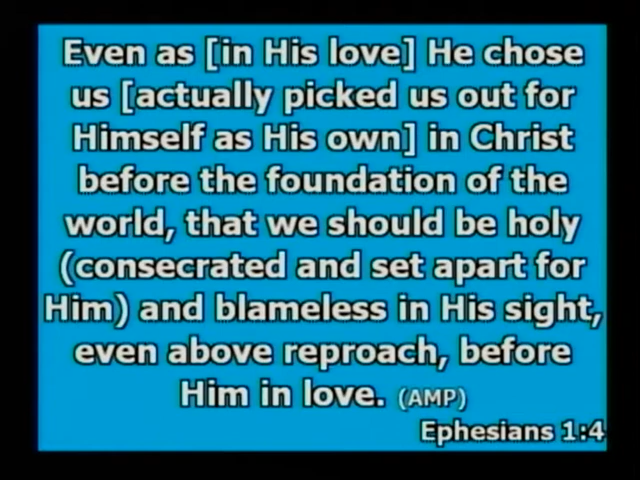 Even as [in His love] He chose
us [actually picked us out for
Himself as His own] in Christ
before the foundation of the
world, that we should be holy
(consecrated and set apart for
Him) and blameless in His sight,
even above reproach, before
Him in love. (AMP)
Ephesians 1:4